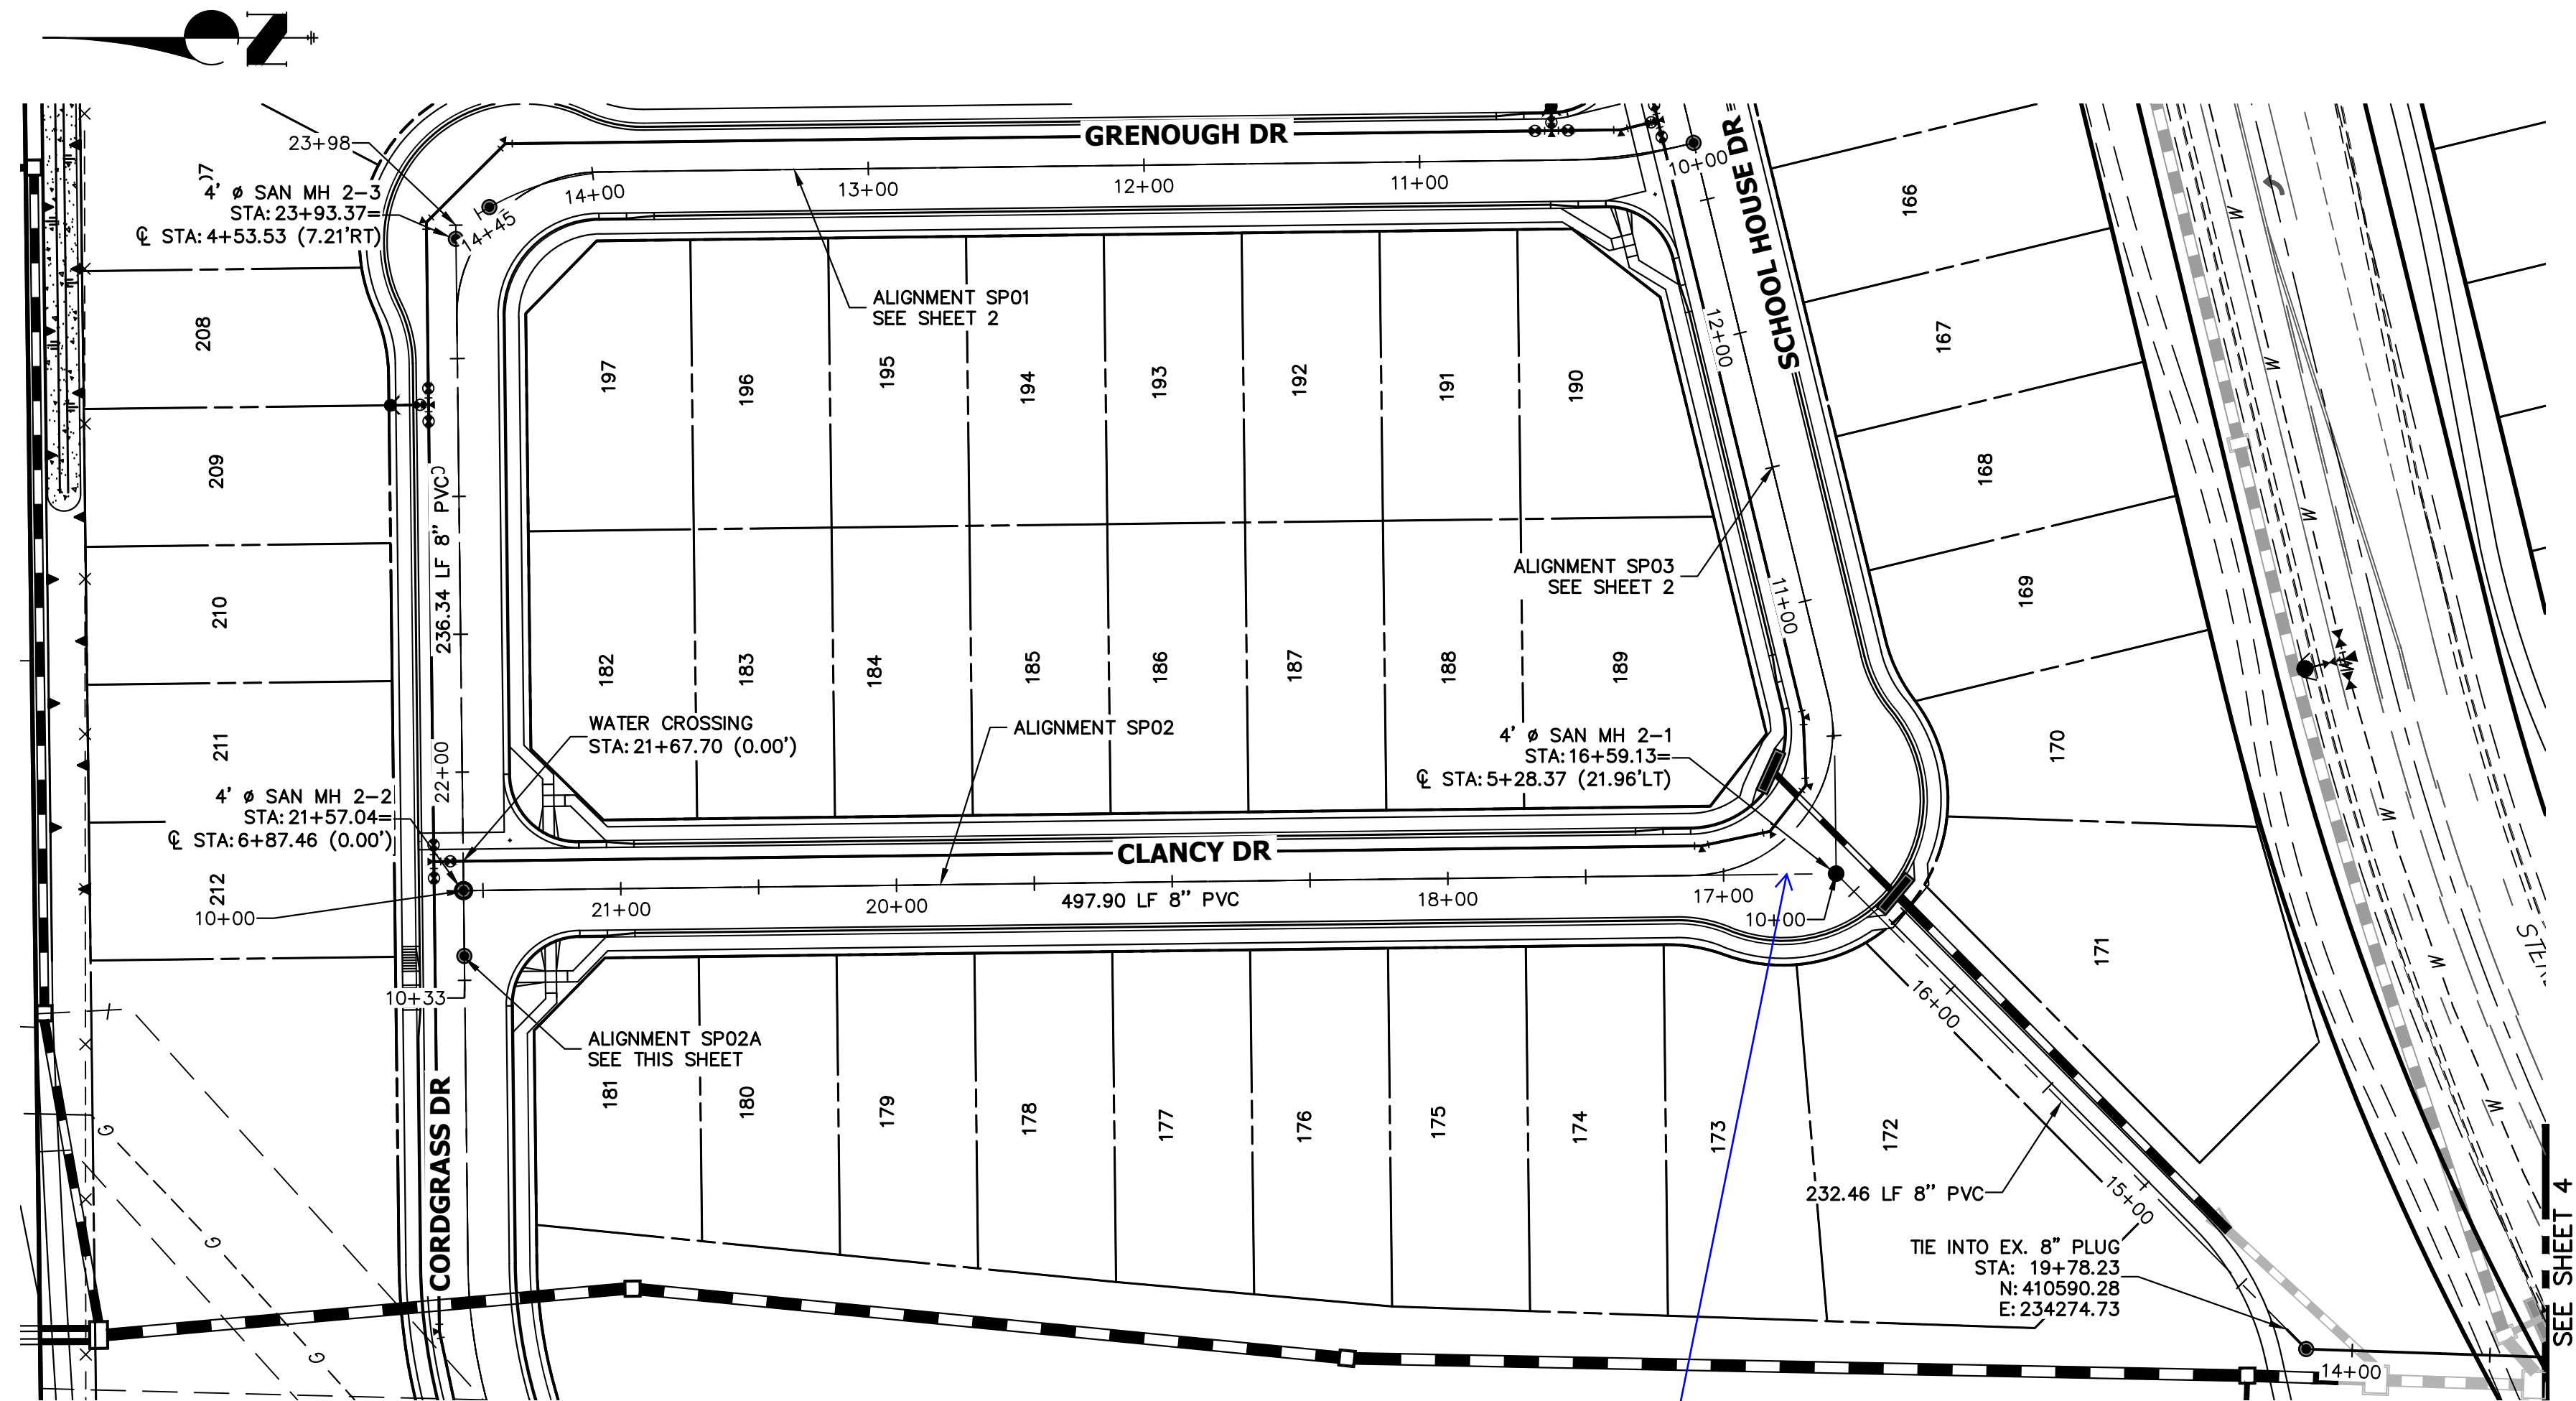 N
GRENOUGH DR
SCHOOL HOUSE DR
23+98
4' ø SAN MH 2-3
STA: 23+93.37=
℄ STA: 4+53.53 (7.21'RT)
14+45
14+00
13+00
12+00
11+00
10+00
166
167
168
169
170
171
208
209
210
211
212
ALIGNMENT SP01
SEE SHEET 2
12+00
11+00
197
196
195
194
193
192
191
190
236.34 LF 8" PVC
ALIGNMENT SP03
SEE SHEET 2
182
183
184
185
186
187
188
189
22+00
WATER CROSSING
STA: 21+67.70 (0.00')
ALIGNMENT SP02
4' ø SAN MH 2-1
STA: 16+59.13=
℄ STA: 5+28.37 (21.96'LT)
4' ø SAN MH 2-2
STA: 21+57.04=
℄ STA: 6+87.46 (0.00')
10+00
CLANCY DR
21+00
20+00
497.90 LF 8" PVC
18+00
17+00
10+00
10+33
ALIGNMENT SP02A
SEE THIS SHEET
16+00
15+00
181
180
179
178
177
176
175
174
173
172
CORDGRASS DR
232.46 LF 8" PVC
TIE INTO EX. 8" PLUG
STA: 19+78.23
N: 410590.28
E: 234274.73
14+00
SEE SHEET 4
G
G
G
W
W
W
W
W
W